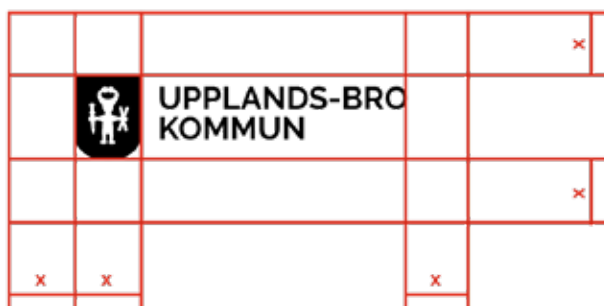 x
UPPLANDS-BRO
KOMMUN
x
x x x